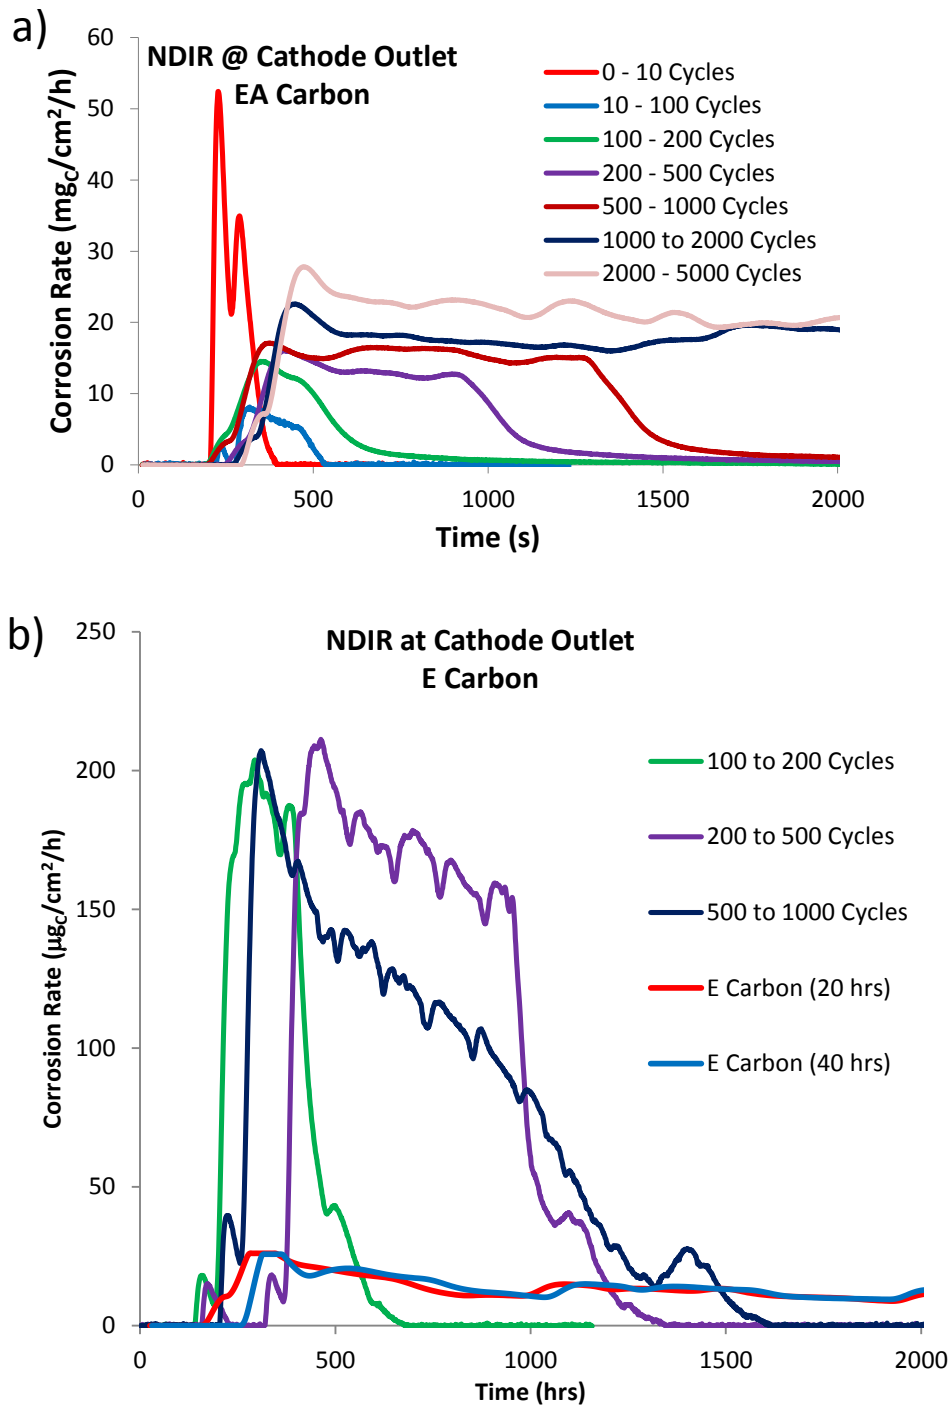 a)
NDIR @ Cathode Outlet
EA Carbon
Corrosion Rate (mgC/cm²/h)
60
50
40
30
20
10
0
0 - 10 Cycles
10 - 100 Cycles
100 - 200 Cycles
200 - 500 Cycles
500 - 1000 Cycles
1000 to 2000 Cycles
2000 - 5000 Cycles
0 500 1000 1500 2000
Time (s)
b)
NDIR at Cathode Outlet
E Carbon
Corrosion Rate (µgC/cm²/h)
250
200
150
100
50
0
100 to 200 Cycles
200 to 500 Cycles
500 to 1000 Cycles
E Carbon (20 hrs)
E Carbon (40 hrs)
0 500 1000 1500 2000
Time (hrs)